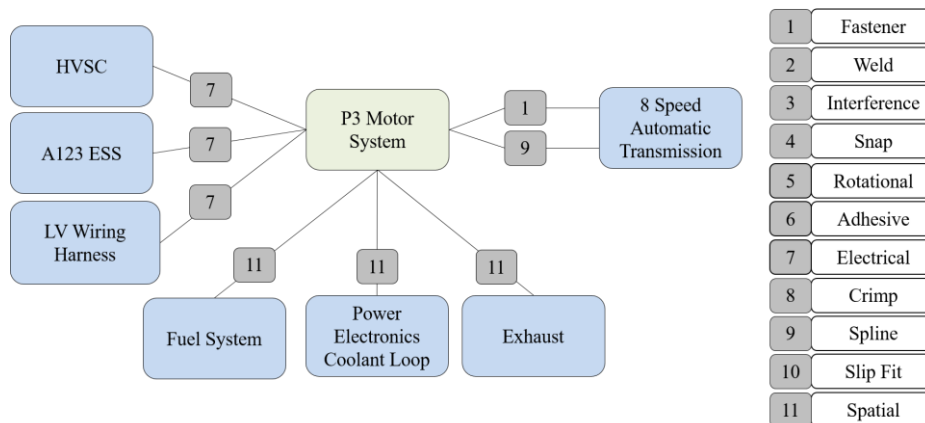 HVSC
7
A123 ESS
7
LV Wiring
Harness
7
P3 Motor
System
1
9
8 Speed
Automatic
Transmission
11
11
11
Fuel System
Power
Electronics
Coolant Loop
Exhaust
1 Fastener
2 Weld
3 Interference
4 Snap
5 Rotational
6 Adhesive
7 Electrical
8 Crimp
9 Spline
10 Slip Fit
11 Spatial